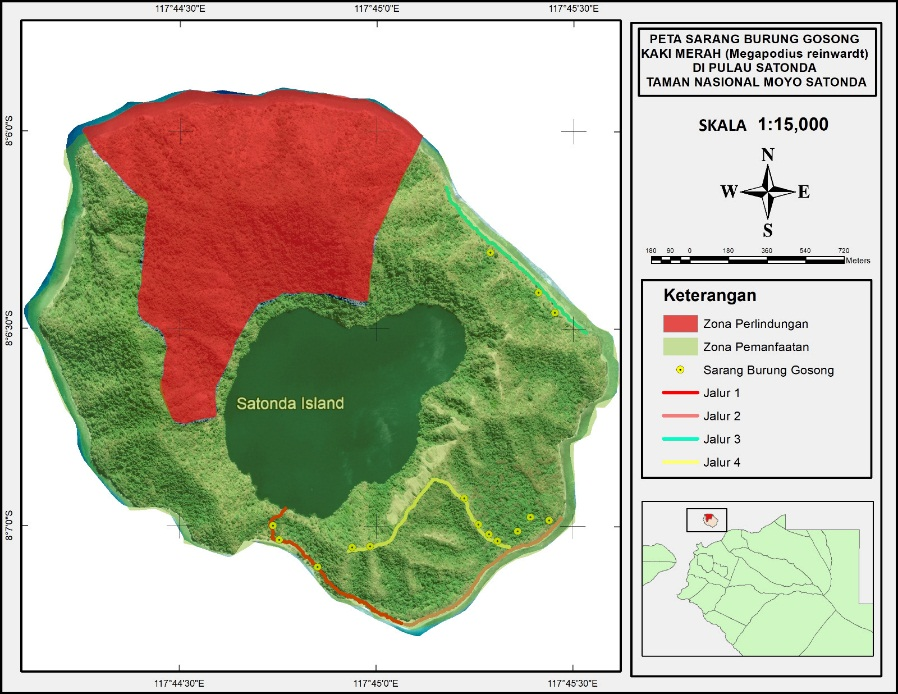 117°44'30"E 117°45'0"E 117°45'30"E
PETA SARANG BURUNG GOSONG
KAKI MERAH (Megapodius reinwardt)
DI PULAU SATONDA
TAMAN NASIONAL MOYO SATONDA
SKALA 1:15,000
N
W E
S
180 90 0 180 360 540 720
Meters
Keterangan
Zona Perlindungan
Zona Pemanfaatan
Sarang Burung Gosong
Jalur 1
Jalur 2
Jalur 3
Jalur 4
8°6'0"S
8°6'30"S
8°7'0"S
Satonda Island
117°44'30"E 117°45'0"E 117°45'30"E